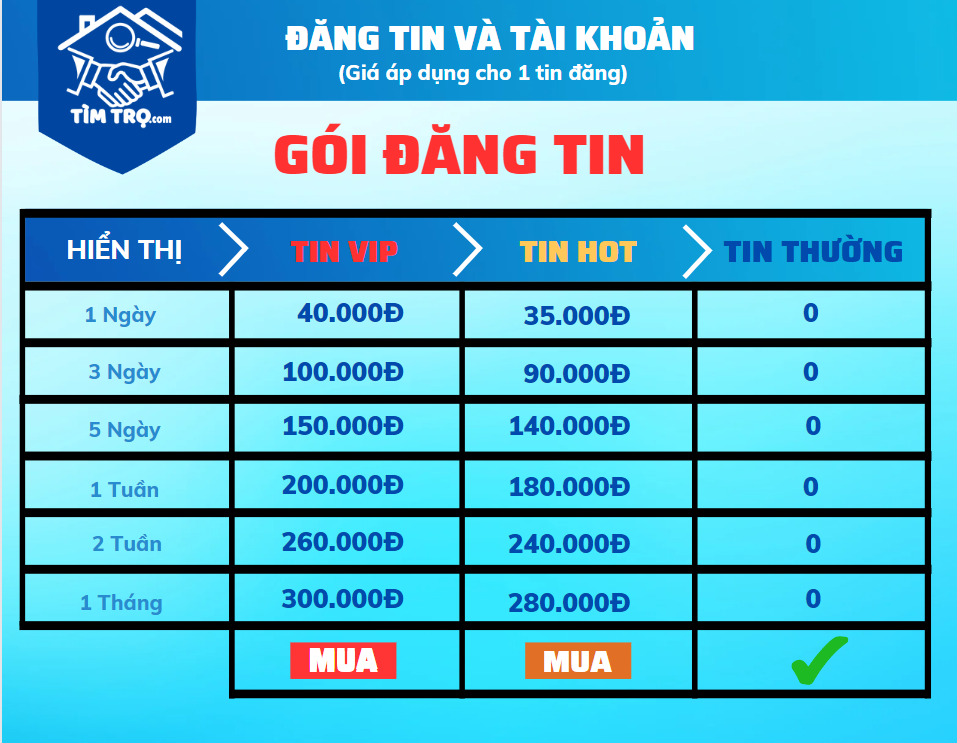 ĐĂNG TIN VÀ TÀI KHOẢN
(Giá áp dụng cho 1 tin đăng)
TÌM TRỌ.com
GÓI ĐĂNG TIN
HIỂN THỊ TIN VIP TIN HOT TIN THƯỜNG
1 Ngày 40.000Đ 35.000Đ 0
3 Ngày 100.000Đ 90.000Đ 0
5 Ngày 150.000Đ 140.000Đ 0
1 Tuần 200.000Đ 180.000Đ 0
2 Tuần 260.000Đ 240.000Đ 0
1 Tháng 300.000Đ 280.000Đ 0
MUA MUA